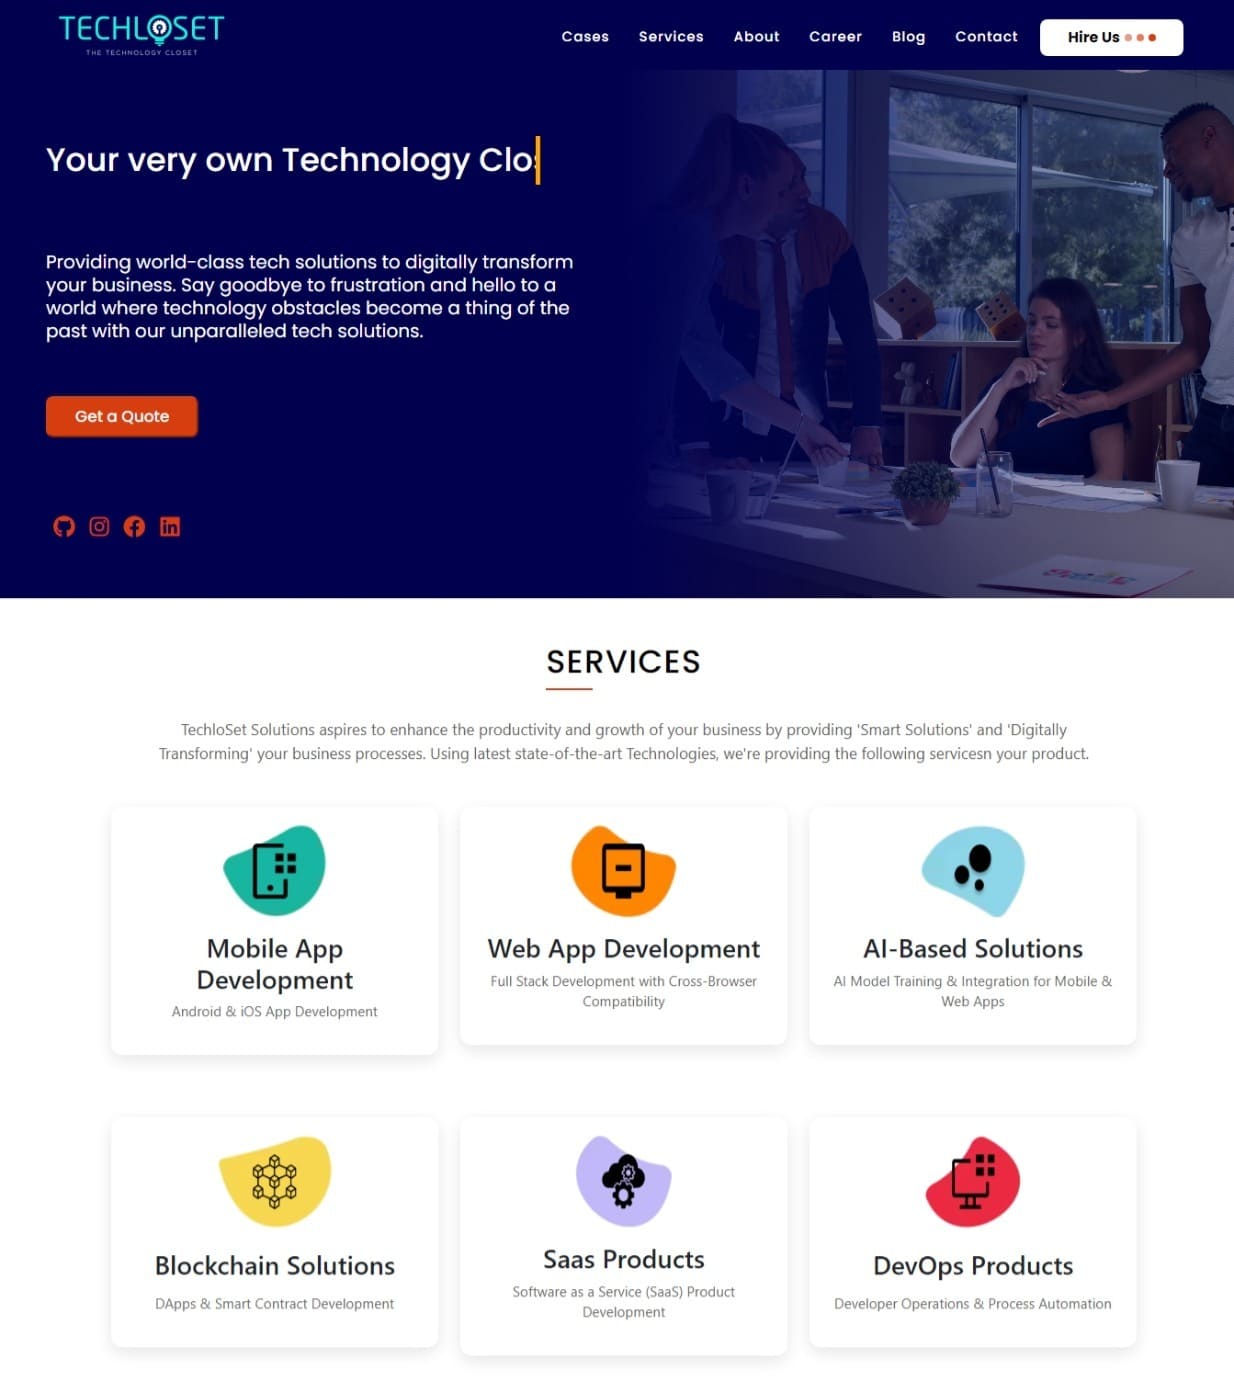 TECHLOSET
THE TECHNOLOGY CLOSET
Cases Services About Career Blog Contact Hire Us
Your very own Technology Clos
Providing world-class tech solutions to digitally transform
your business. Say goodbye to frustration and hello to a
world where technology obstacles become a thing of the
past with our unparalleled tech solutions.
Get a Quote
SERVICES
TechloSet Solutions aspires to enhance the productivity and growth of your business by providing 'Smart Solutions' and 'Digitally
Transforming' your business processes. Using latest state-of-the-art Technologies, we're providing the following servicesn your product.
Mobile App
Development
Android & iOS App Development
Web App Development
Full Stack Development with Cross-Browser
Compatibility
AI-Based Solutions
AI Model Training & Integration for Mobile &
Web Apps
Blockchain Solutions
DApps & Smart Contract Development
Saas Products
Software as a Service (SaaS) Product
Development
DevOps Products
Developer Operations & Process Automation